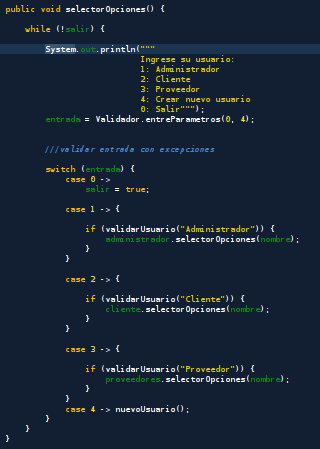 public void selectorOpciones() {
while (!salir) {
System.out.println("""
Ingrese su usuario:
1: Administrador
2: Cliente
3: Proveedor
4: Crear nuevo usuario
0: Salir""");
entrada = Validador.entreParametros(0, 4);
///validar entrada con excepciones
switch (entrada) {
case 0 ->
salir = true;
case 1 -> {
if (validarUsuario("Administrador")) {
administrador.selectorOpciones(nombre);
}
}
case 2 -> {
if (validarUsuario("Cliente")) {
cliente.selectorOpciones(nombre);
}
}
case 3 -> {
if (validarUsuario("Proveedor")) {
proveedores.selectorOpciones(nombre);
}
}
case 4 -> nuevoUsuario();
}
}
}